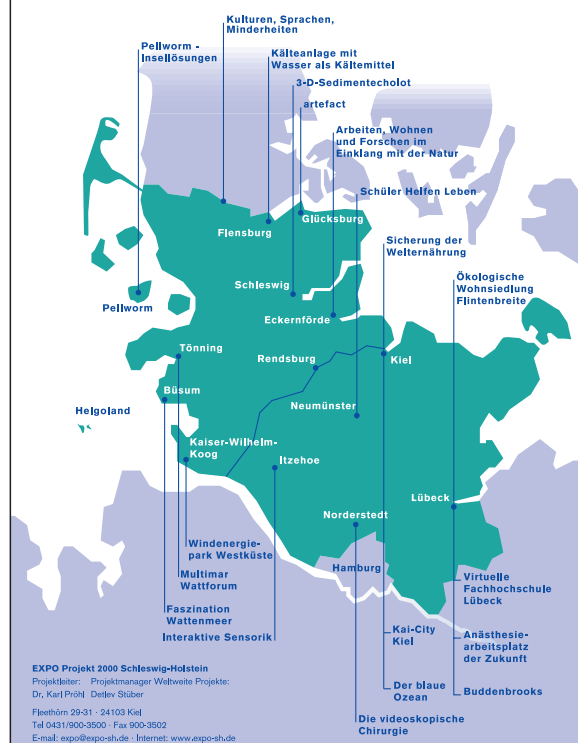 Kulturen, Sprachen,
Minderheiten
Pellworm -
Insellösungen
Kälteanlage mit
Wasser als Kältemittel
3-D-Sedimentecholot
artefact
Arbeiten, Wohnen
und Forschen im
Einklang mit der Natur
Schüler Helfen Leben
Sicherung der
Welternährung
Ökologische
Wohnsiedlung
Flintenbreite
Flensburg
Glücksburg
Schleswig
Pellworm
Eckernförde
Tönning
Rendsburg
Kiel
Büsum
Helgoland
Neumünster
Kaiser-Wilhelm-
Koog
Itzehoe
Lübeck
Norderstedt
Hamburg
Windenergie-
park Westküste
Multimar
Wattforum
Faszination
Wattenmeer
Interaktive Sensorik
Virtuelle
Fachhochschule
Lübeck
Kai-City
Kiel
Anästhesie-
arbeitsplatz
der Zukunft
Der blaue
Ozean
Buddenbrooks
Die videoskopische
Chirurgie
EXPO Projekt 2000 Schleswig-Holstein
Projektleiter: Projektmanager Weltweite Projekte:
Dr. Karl Pröhl Detlev Stüber
Fleethörn 29-31 · 24103 Kiel
Tel 0431/900-3500 · Fax 900-3502
E-mail: expo@expo-sh.de · Internet: www.expo-sh.de